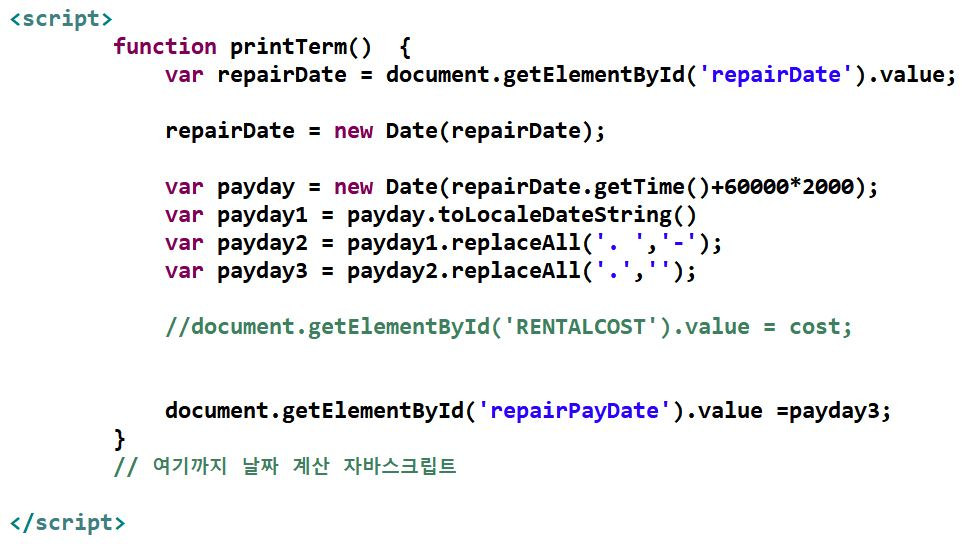 <script>
function printTerm()  {
var repairDate = document.getElementById('repairDate').value;
repairDate = new Date(repairDate);
var payday = new Date(repairDate.getTime()+60000*2000);
var payday1 = payday.toLocaleDateString()
var payday2 = payday1.replaceAll('. ','-');
var payday3 = payday2.replaceAll('.','');
//document.getElementById('RENTALCOST').value = cost;
document.getElementById('repairPayDate').value =payday3;
}
// 여기까지 날짜 계산 자바스크립트
</script>